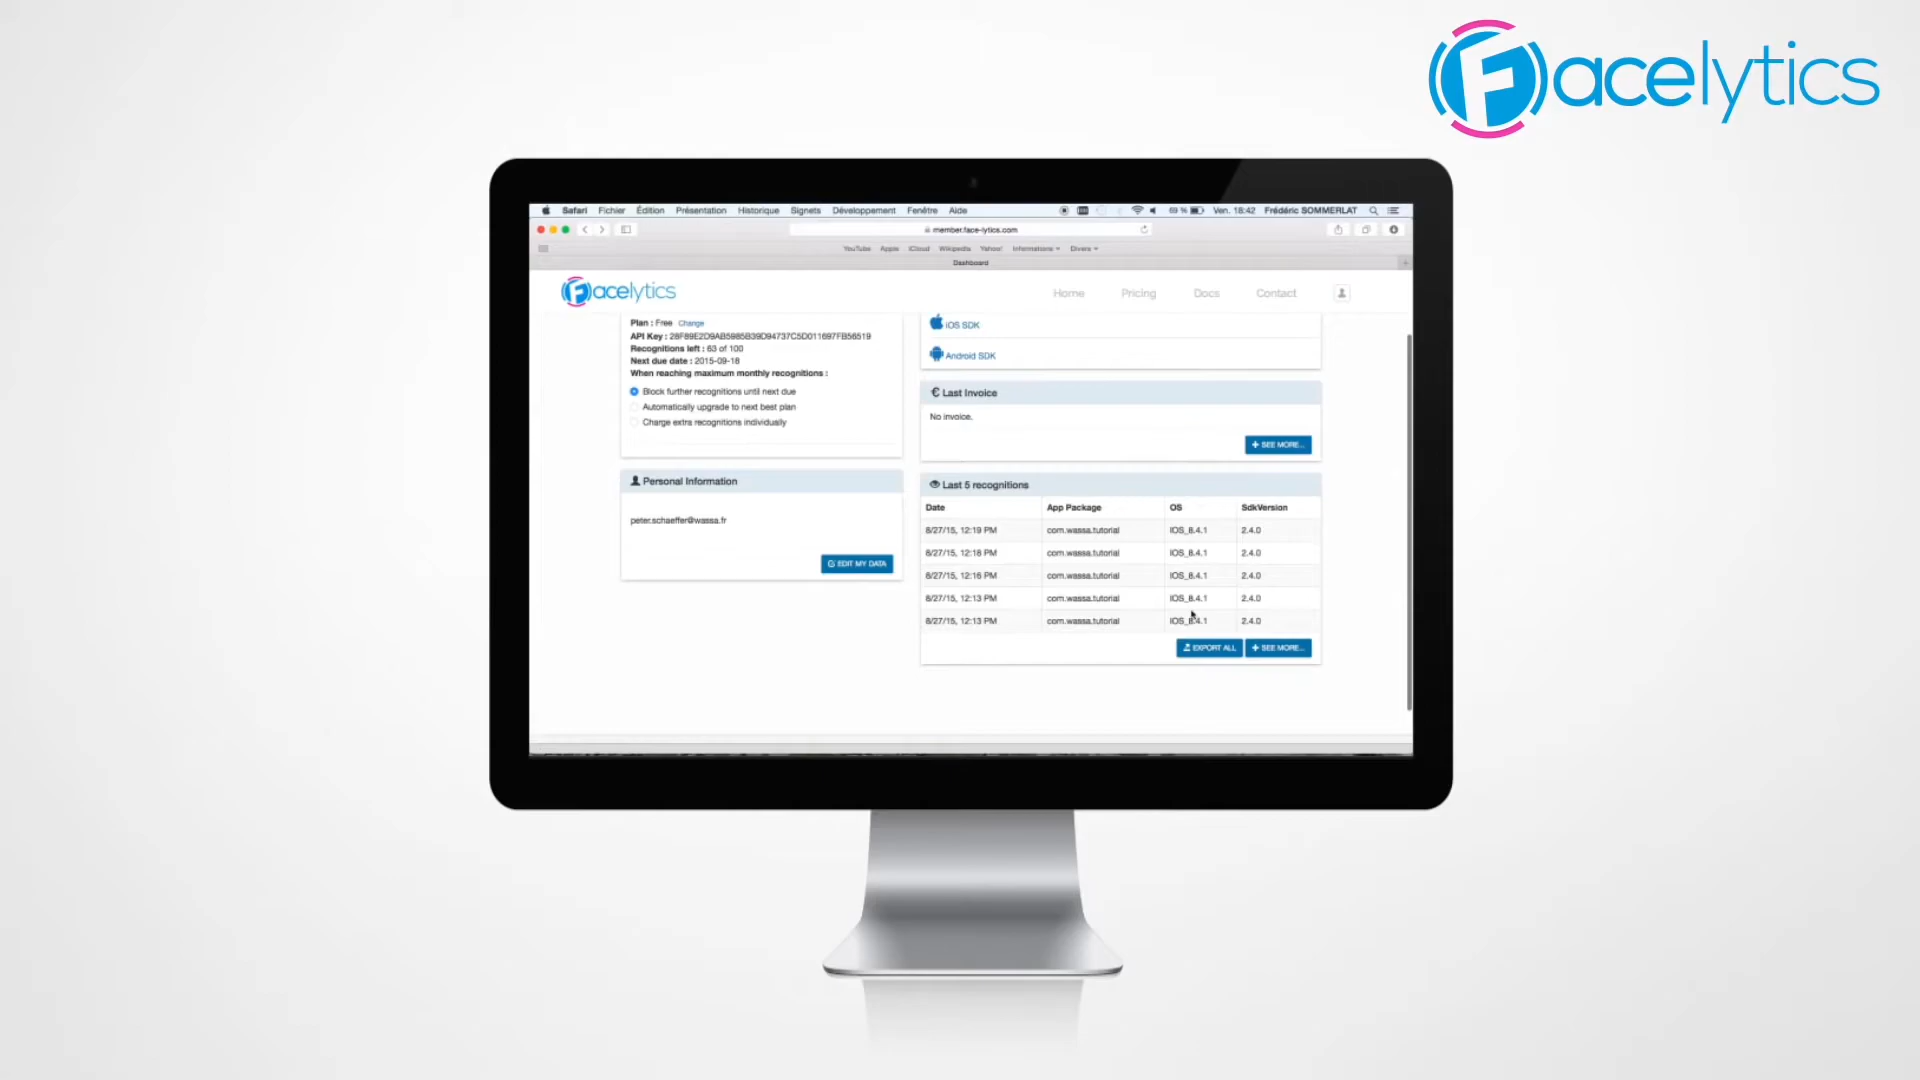 Facelytics
Safari Fichier Édition Présentation Historique Signets Développement Fenêtre Aide 69 % Ven. 18:42 Frédéric SOMMERLAT
member.face-lytics.com
YouTube Apple iCloud Wikipedia Yahoo! Informations Divers
Dashboard
Facelytics Home Pricing Docs Contact
Plan : Free Change
API Key : 28F89E2D9AB5985B39D94737C5D011697FB56519
Recognitions left : 63 of 100
Next due date : 2015-09-18
When reaching maximum monthly recognitions :
Block further recognitions until next due
Automatically upgrade to next best plan
Charge extra recognitions individually
Personal Information
peter.schaeffer@wassa.fr
EDIT MY DATA
iOS SDK
Android SDK
€ Last Invoice
No invoice.
+ SEE MORE...
Last 5 recognitions
Date App Package OS SdkVersion
8/27/15, 12:19 PM com.wassa.tutorial IOS_8.4.1 2.4.0
8/27/15, 12:18 PM com.wassa.tutorial IOS_8.4.1 2.4.0
8/27/15, 12:16 PM com.wassa.tutorial IOS_8.4.1 2.4.0
8/27/15, 12:13 PM com.wassa.tutorial IOS_8.4.1 2.4.0
8/27/15, 12:13 PM com.wassa.tutorial IOS_8.4.1 2.4.0
EXPORT ALL + SEE MORE...